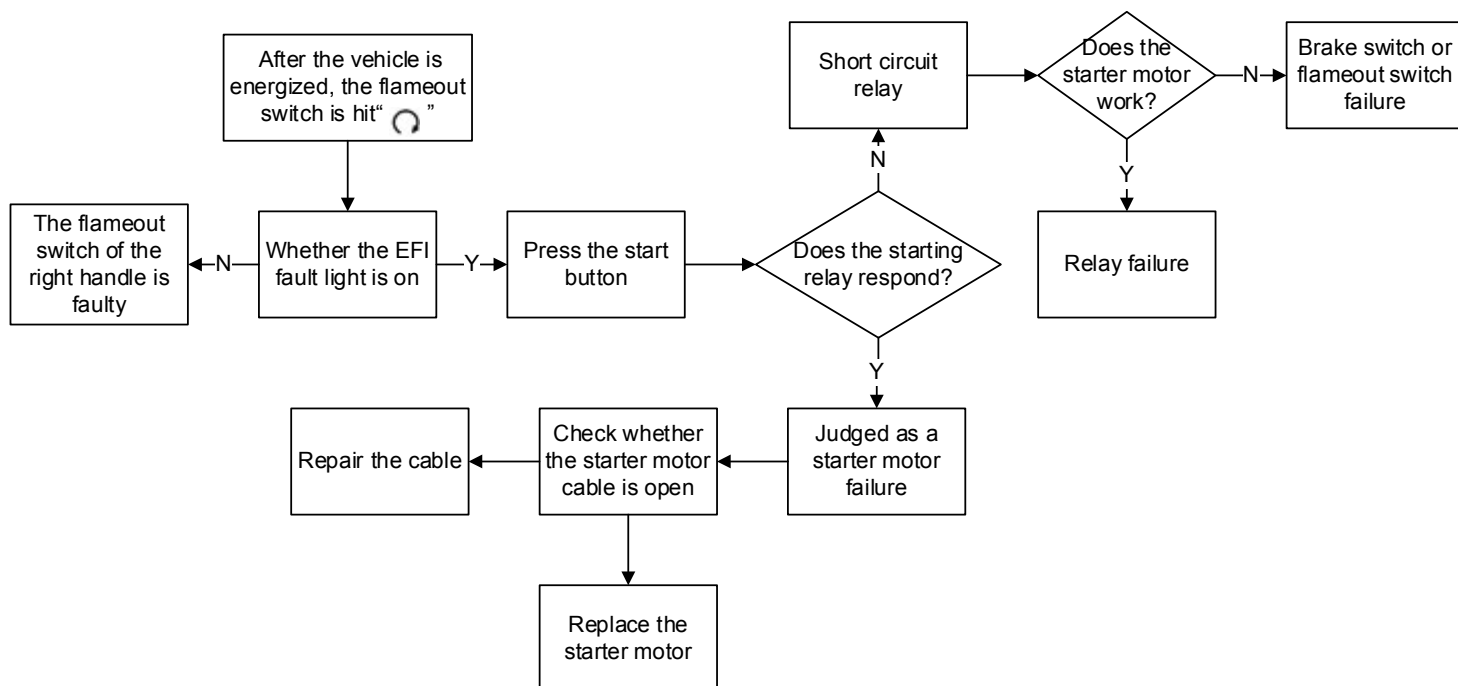 After the vehicle is
energized, the flameout
switch is hit“ ”
Short circuit
relay
Does the
starter motor
work?
N
Brake switch or
flameout switch
failure
N
Y
The flameout
switch of the
right handle is
faulty
N
Whether the EFI
fault light is on
Y
Press the start
button
Does the starting
relay respond?
Relay failure
Y
Repair the cable
Check whether
the starter motor
cable is open
Judged as a
starter motor
failure
Replace the
starter motor